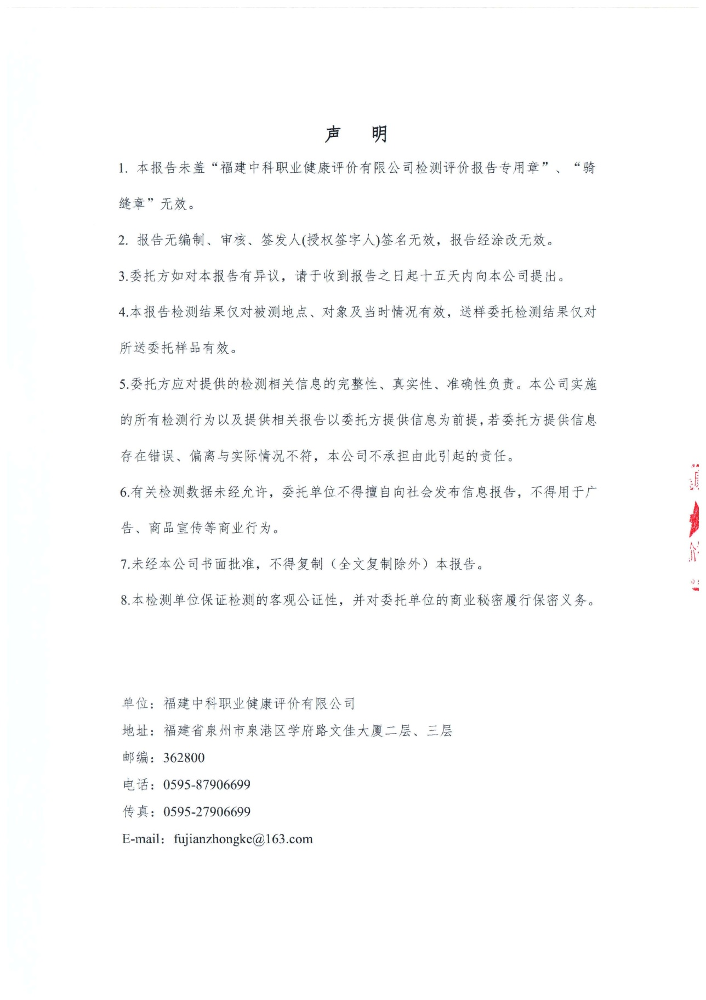 声 明
1. 本报告未盖“福建中科职业健康评价有限公司检测评价报告专用章”、“骑
缝章”无效。
2. 报告无编制、审核、签发人(授权签字人)签名无效，报告经涂改无效。
3.委托方如对本报告有异议，请于收到报告之日起十五天内向本公司提出。
4.本报告检测结果仅对被测地点、对象及当时情况有效，送样委托检测结果仅对
所送委托样品有效。
5.委托方应对提供的检测相关信息的完整性、真实性、准确性负责。本公司实施
的所有检测行为以及提供相关报告以委托方提供信息为前提,若委托方提供信息
存在错误、偏离与实际情况不符，本公司不承担由此引起的责任。
6.有关检测数据未经允许，委托单位不得擅自向社会发布信息报告，不得用于广
告、商品宣传等商业行为。
7.未经本公司书面批准，不得复制（全文复制除外）本报告。
8.本检测单位保证检测的客观公证性，并对委托单位的商业秘密履行保密义务。
单位：福建中科职业健康评价有限公司
地址：福建省泉州市泉港区学府路文佳大厦二层、三层
邮编：362800
电话：0595-87906699
传真：0595-27906699
E-mail：fujianzhongke@163.com